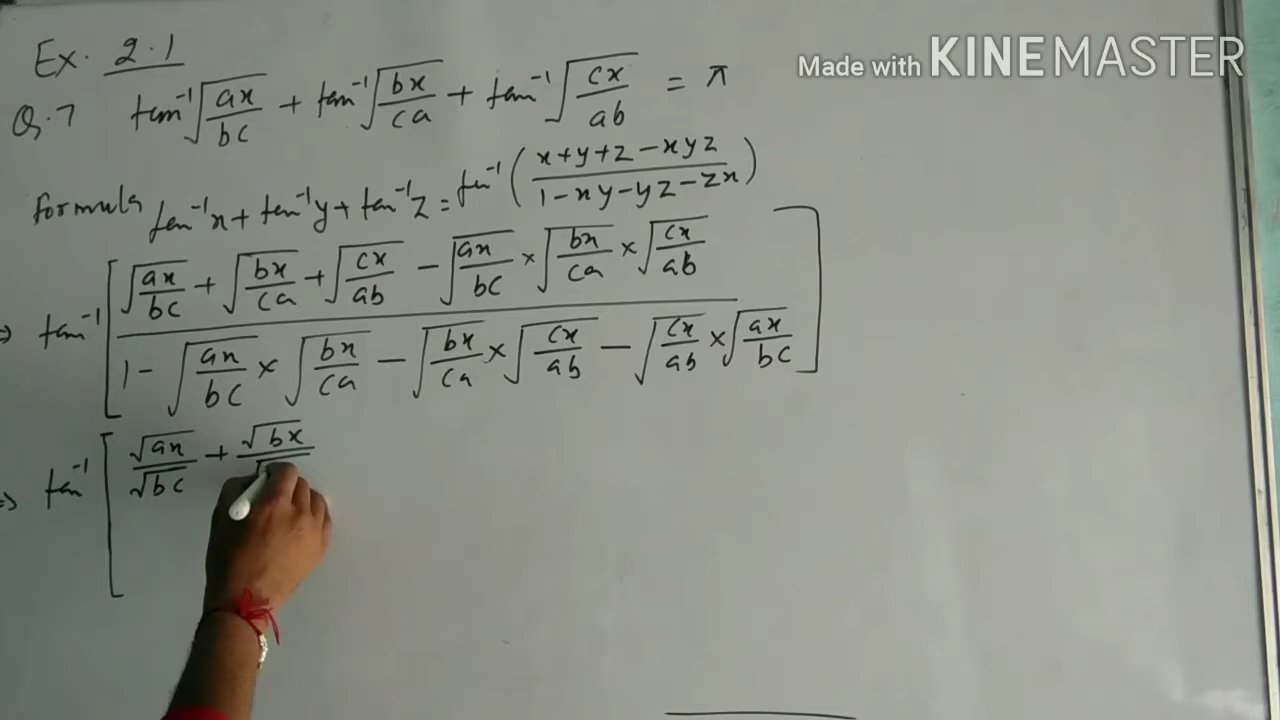 Made with KINEMASTER
Ex. 2.1
Q.7 tan⁻¹√(ax/bc) + tan⁻¹√(bx/ca) + tan⁻¹√(cx/ab) = π
formula tan⁻¹x + tan⁻¹y + tan⁻¹z = tan⁻¹((x+y+z-xyz)/(1-xy-yz-zx))
⇒ tan⁻¹[(√(ax/bc) + √(bx/ca) + √(cx/ab) - √(ax/bc) × √(bx/ca) × √(cx/ab))/(1 - √(ax/bc) × √(bx/ca) - √(bx/ca) × √(cx/ab) - √(cx/ab) × √(ax/bc))]
⇒ tan⁻¹[√ax/√bc + √bx/√